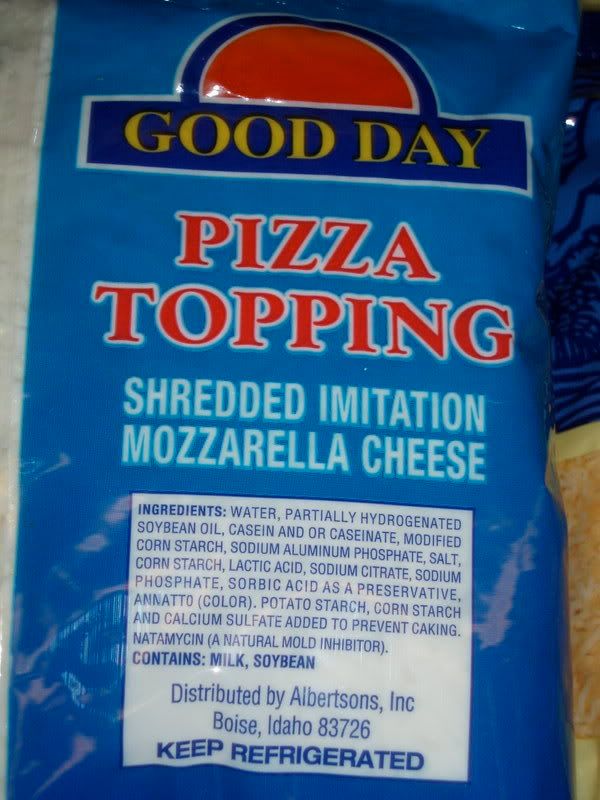 GOOD DAY
PIZZA
TOPPING
SHREDDED IMITATION
MOZZARELLA CHEESE
INGREDIENTS: WATER, PARTIALLY HYDROGENATED
SOYBEAN OIL, CASEIN AND OR CASEINATE, MODIFIED
CORN STARCH, SODIUM ALUMINUM PHOSPHATE, SALT,
CORN STARCH, LACTIC ACID, SODIUM CITRATE, SODIUM
PHOSPHATE, SORBIC ACID AS A PRESERVATIVE,
ANNATTO (COLOR). POTATO STARCH, CORN STARCH
AND CALCIUM SULFATE ADDED TO PREVENT CAKING.
NATAMYCIN (A NATURAL MOLD INHIBITOR).
CONTAINS: MILK, SOYBEAN
Distributed by Albertsons, Inc
Boise, Idaho 83726
KEEP REFRIGERATED